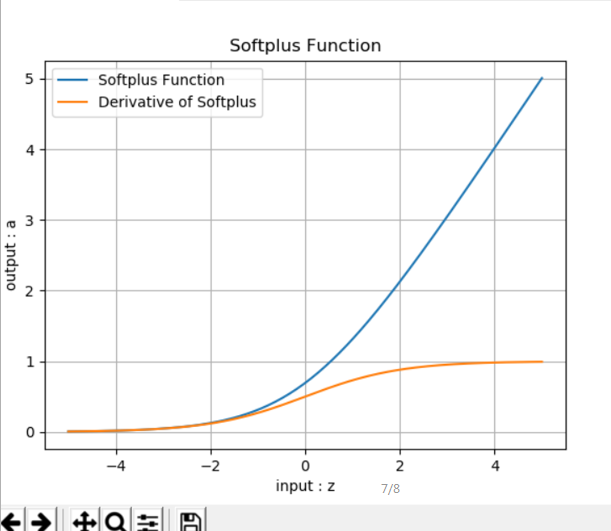 Softplus Function
Softplus Function
Derivative of Softplus
5
4
3
2
1
0
output : a
−4 −2 0 2 4
input : z
7/8